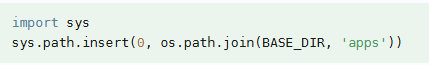 import sys
sys.path.insert(0, os.path.join(BASE_DIR, 'apps'))